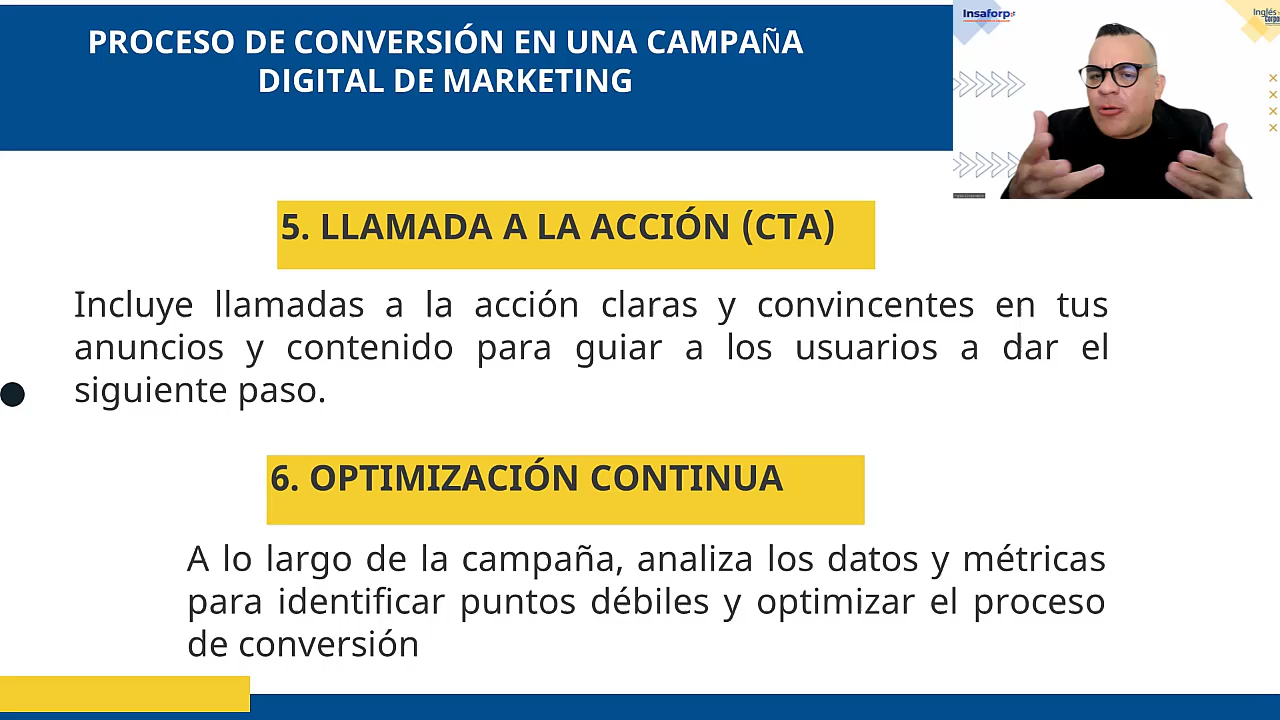 PROCESO DE CONVERSIÓN EN UNA CAMPAÑA
DIGITAL DE MARKETING
Insaforp
Inglés
5. LLAMADA A LA ACCIÓN (CTA)
Incluye llamadas a la acción claras y convincentes en tus
anuncios y contenido para guiar a los usuarios a dar el
siguiente paso.
6. OPTIMIZACIÓN CONTINUA
A lo largo de la campaña, analiza los datos y métricas
para identificar puntos débiles y optimizar el proceso
de conversión